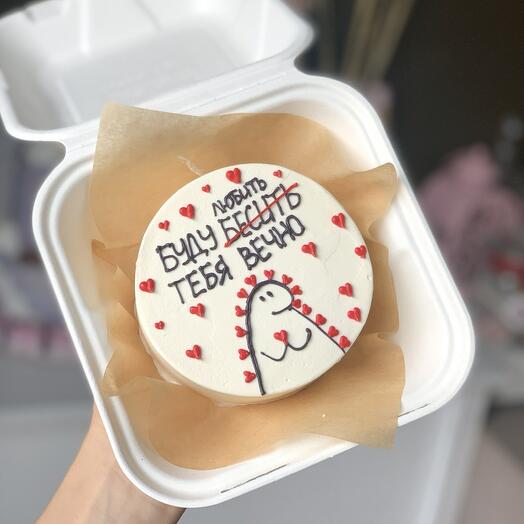 ЛЮБИТЬ
БУДУ БЕСИТЬ
ТЕБЯ ВЕЧНО